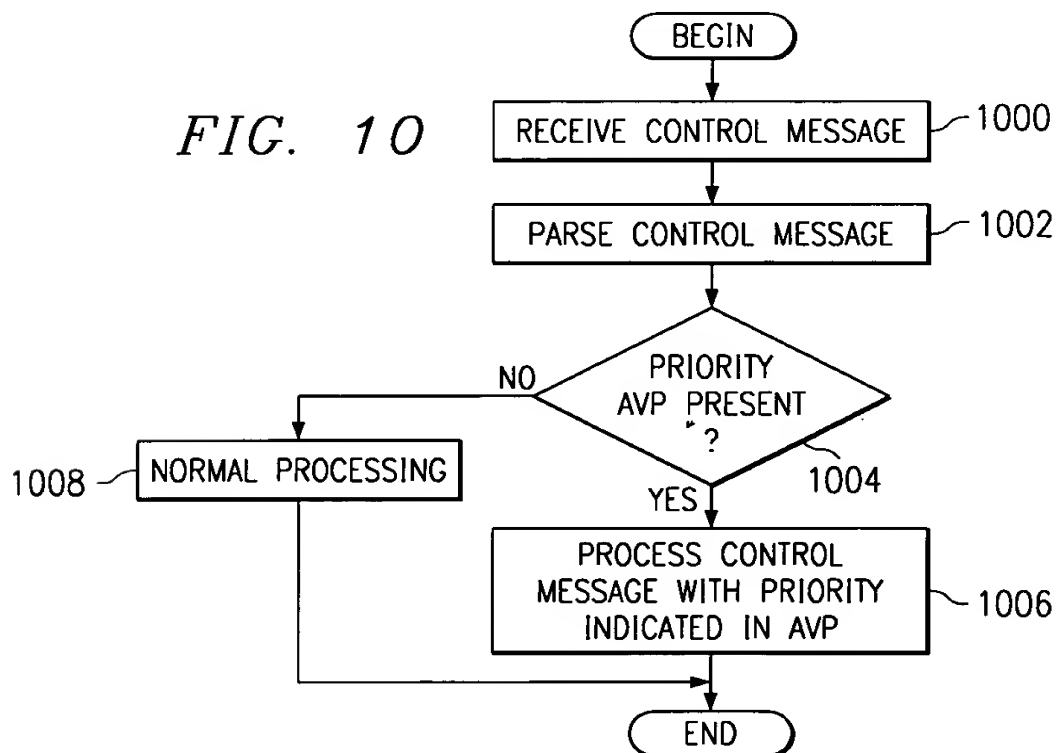 BEGIN
FIG. 10
RECEIVE CONTROL MESSAGE
1000
PARSE CONTROL MESSAGE
1002
PRIORITY
AVP PRESENT
?
1004
NO
YES
1008
NORMAL PROCESSING
PROCESS CONTROL
MESSAGE WITH PRIORITY
INDICATED IN AVP
1006
END